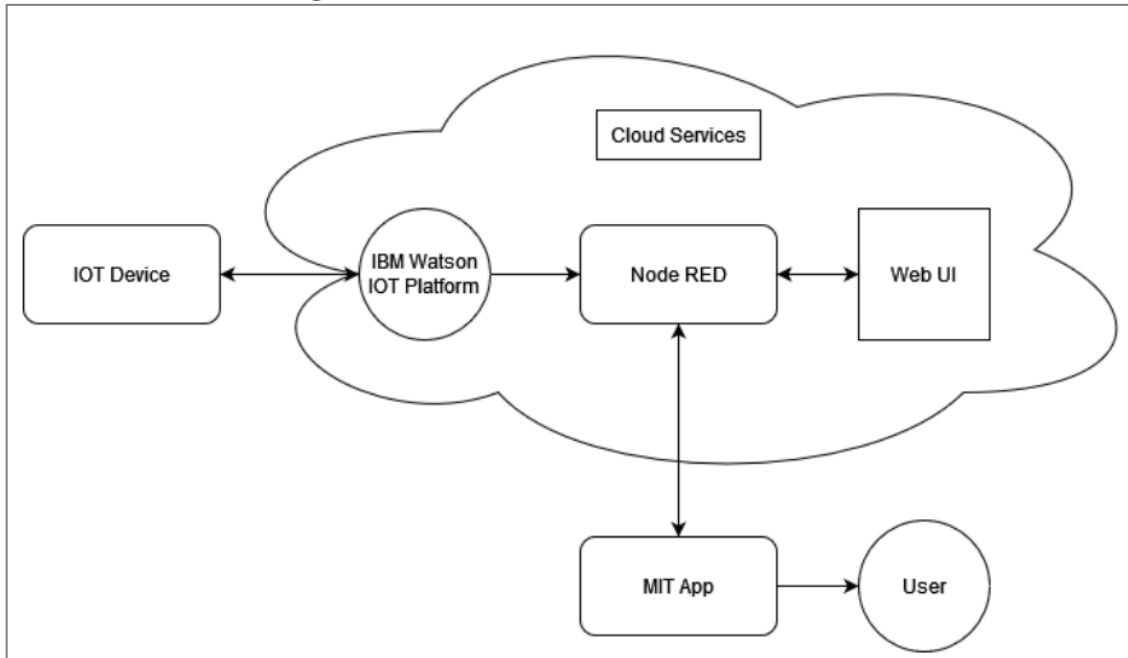 Cloud Services
IOT Device
IBM Watson
IOT Platform
Node RED
Web UI
MIT App
User